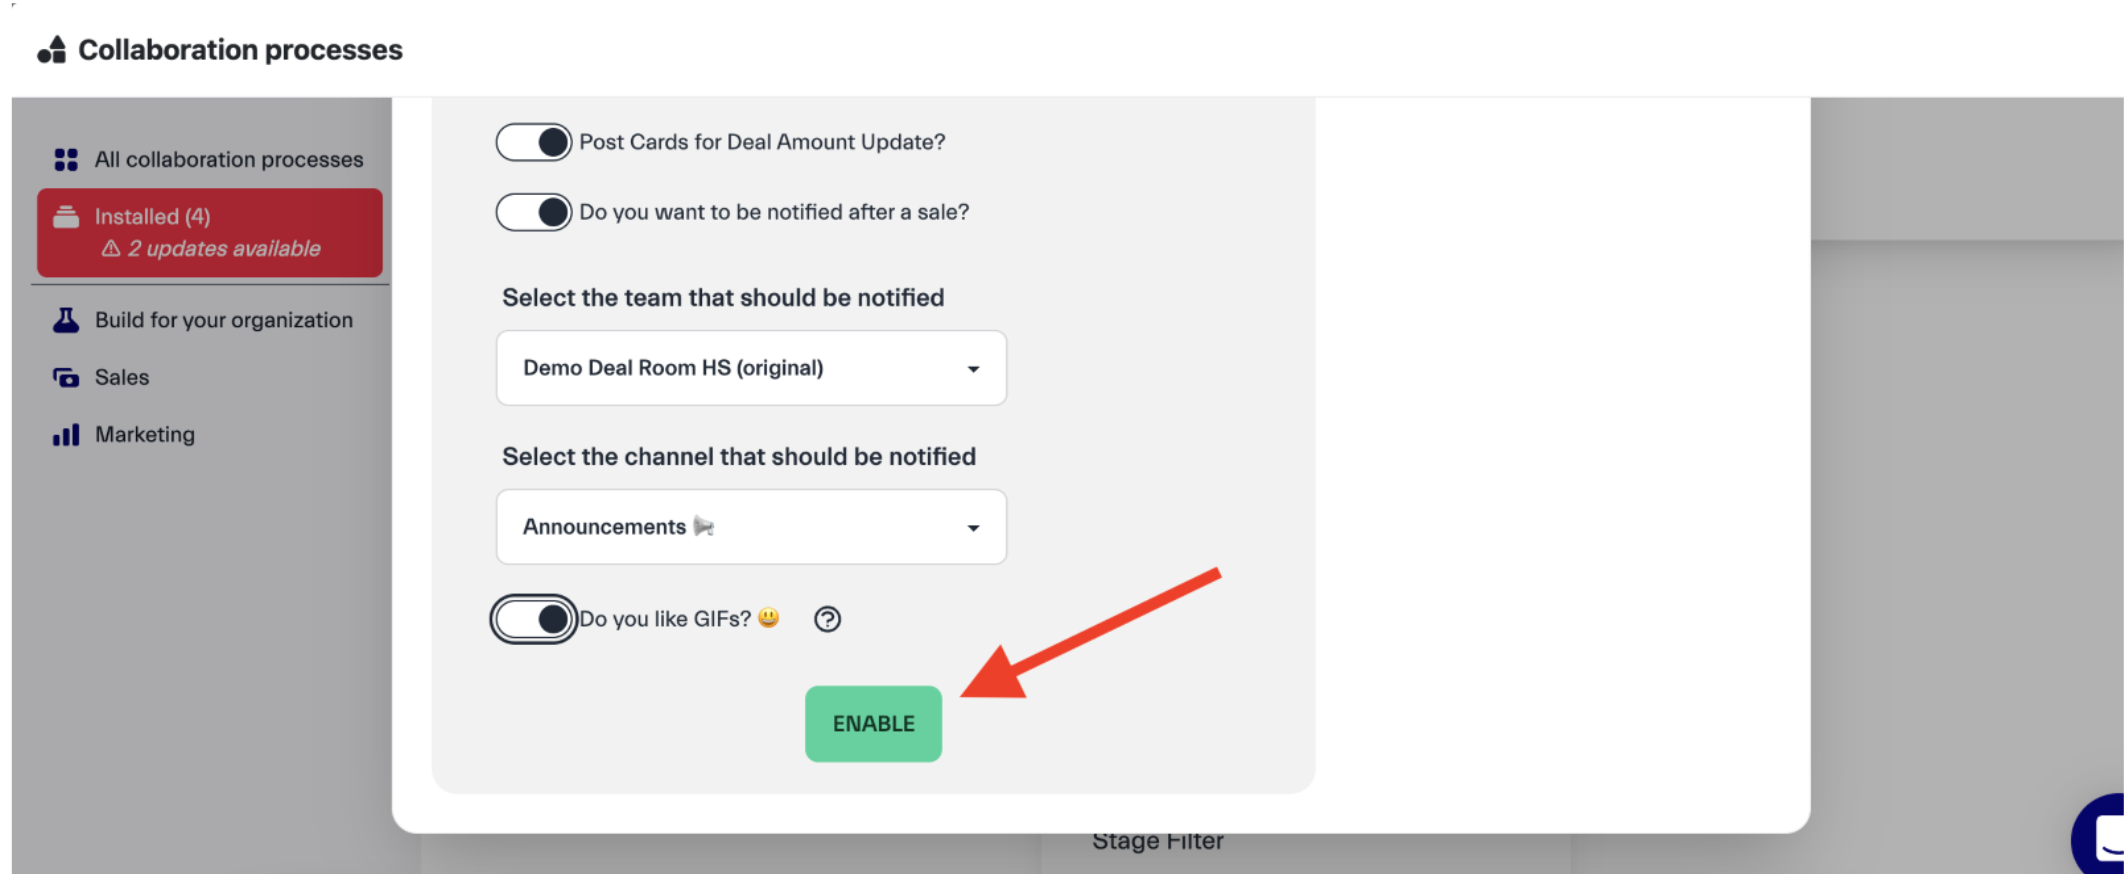 Collaboration processes
All collaboration processes
Installed (4)
⚠ 2 updates available
Build for your organization
Sales
Marketing
Post Cards for Deal Amount Update?
Do you want to be notified after a sale?
Select the team that should be notified
Demo Deal Room HS (original)
Select the channel that should be notified
Announcements 📢
Do you like GIFs? 😃 ?
ENABLE
Stage Filter